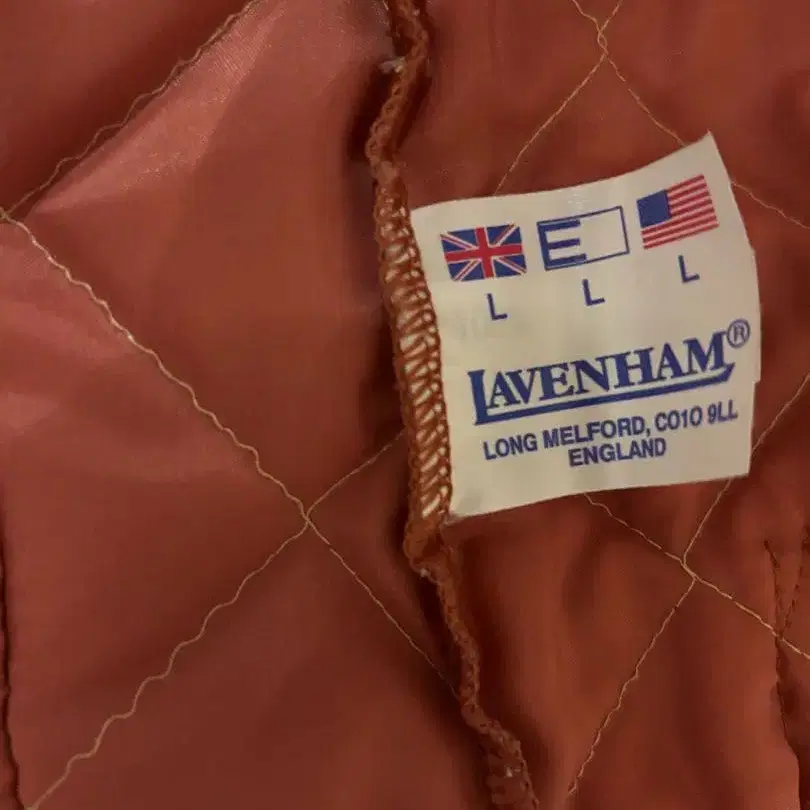 E
L L L
LAVENHAM®
LONG MELFORD, CO10 9LL
ENGLAND